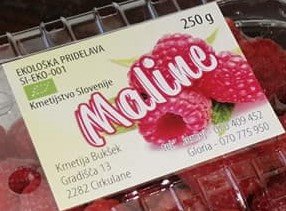 250 g
EKOLOŠKA PRIDELAVA
SI-EKO-001
Kmetijstvo Slovenije
Maline
Kmetija Bukšek
Gradišča 13
2282 Cirkulane
409 452
Gloria - 070 775 950